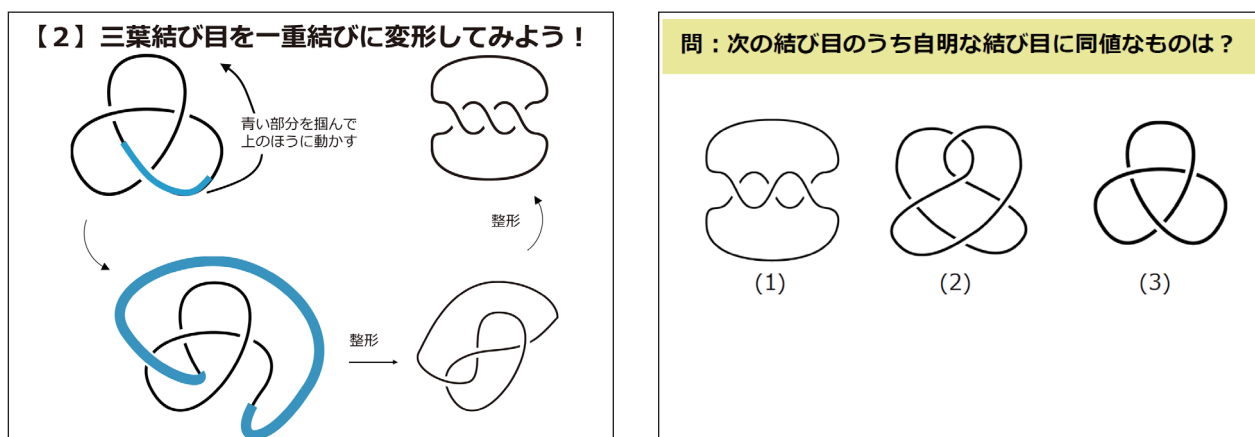 【２】三葉結び目を一重結びに変形してみよう！
青い部分を掴んで
上のほうに動かす
整形
整形
問：次の結び目のうち自明な結び目に同値なものは？
(1)
(2)
(3)